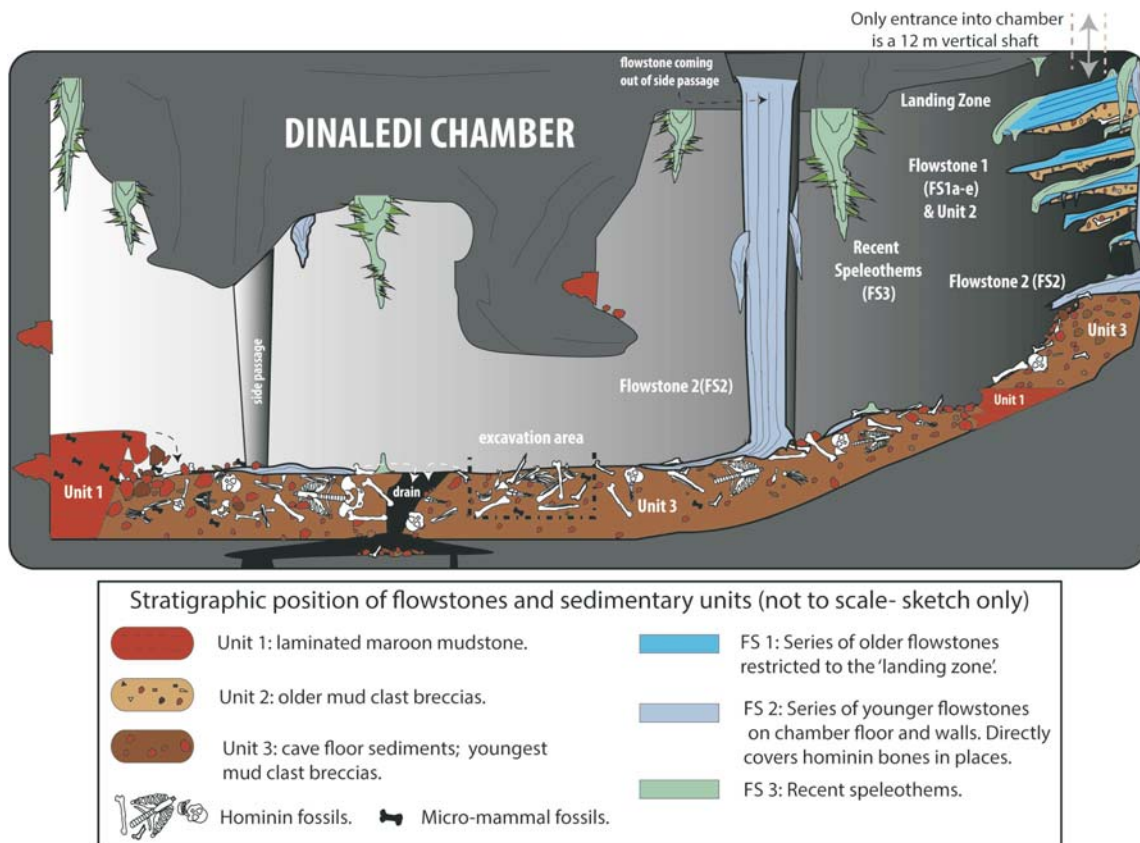 Only entrance into chamber
is a 12 m vertical shaft
flowstone coming
out of side passage
Landing Zone
DINALEDI CHAMBER
Flowstone 1
(FS1a-e)
& Unit 2
Recent
Speleothems
(FS3)
Flowstone 2 (FS2)
Unit 3
side passage
Flowstone 2(FS2)
Unit 1
excavation area
Unit 1
drain
Unit 3
Stratigraphic position of flowstones and sedimentary units (not to scale- sketch only)
Unit 1: laminated maroon mudstone.
Unit 2: older mud clast breccias.
Unit 3: cave floor sediments; youngest
mud clast breccias.
Hominin fossils.
Micro-mammal fossils.
FS 1: Series of older flowstones
restricted to the 'landing zone'.
FS 2: Series of younger flowstones
on chamber floor and walls. Directly
covers hominin bones in places.
FS 3: Recent speleothems.